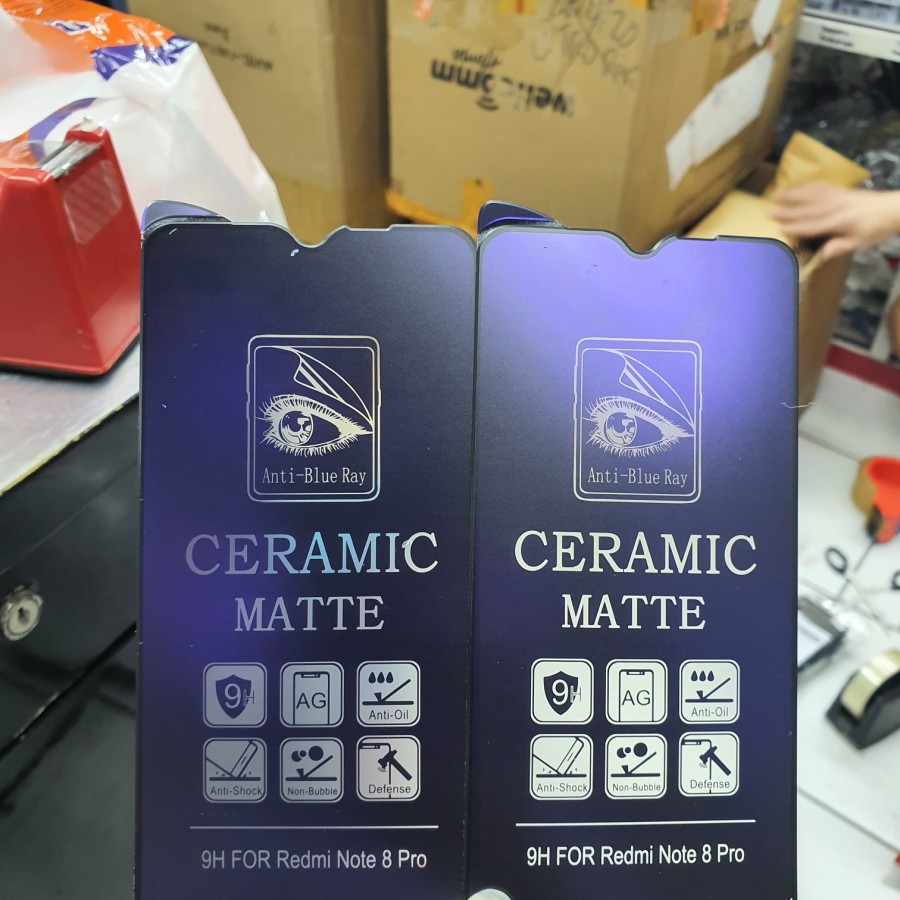 wellcomm
Anti-Blue Ray
CERAMIC
MATTE
9H
AG
Anti-Oil
Anti-Shock
Non-Bubble
Defense
9H FOR Redmi Note 8 Pro
Anti-Blue Ray
CERAMIC
MATTE
9H
AG
Anti-Oil
Anti-Shock
Non-Bubble
Defense
9H FOR Redmi Note 8 Pro